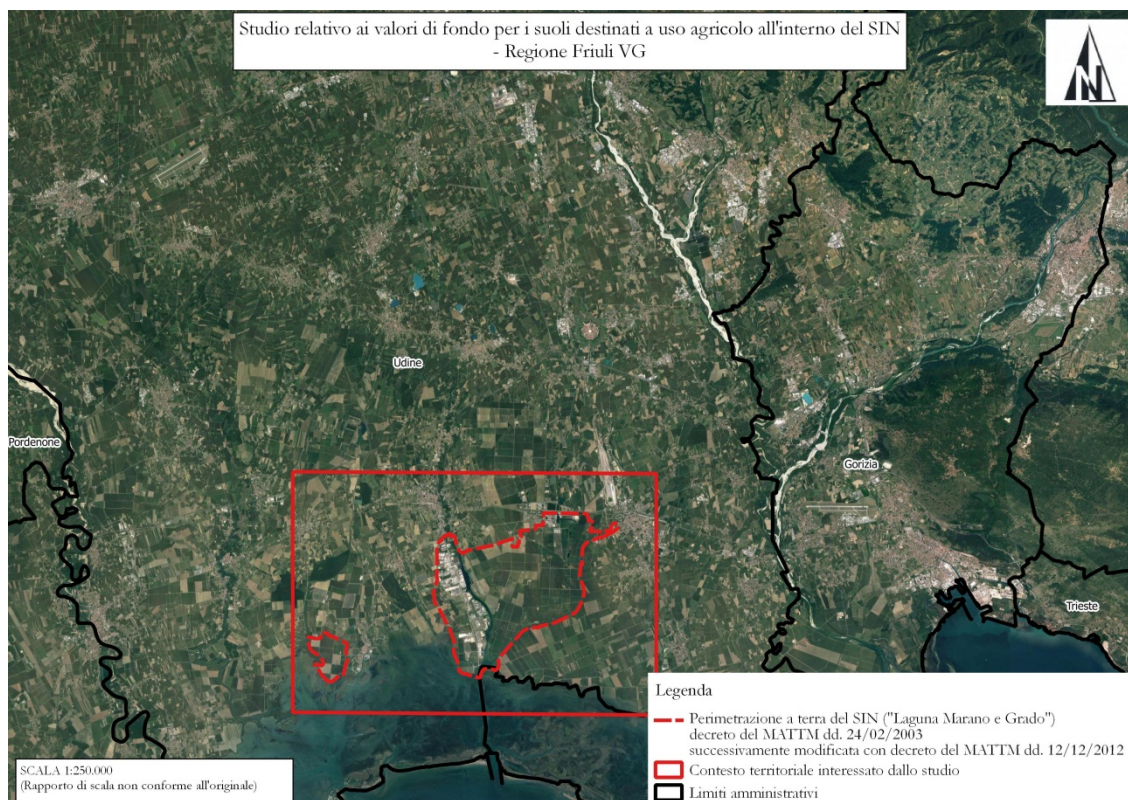 Studio relativo ai valori di fondo per i suoli destinati a uso agricolo all'interno del SIN
- Regione Friuli VG
N
Udine
Pordenone
Gorizia
Trieste
Legenda
Perimetrazione a terra del SIN ("Laguna Marano e Grado")
decreto del MATTM dd. 24/02/2003
successivamente modificata con decreto del MATTM dd. 12/12/2012
Contesto territoriale interessato dallo studio
Limiti amministrativi
SCALA 1:250.000
(Rapporto di scala non conforme all'originale)